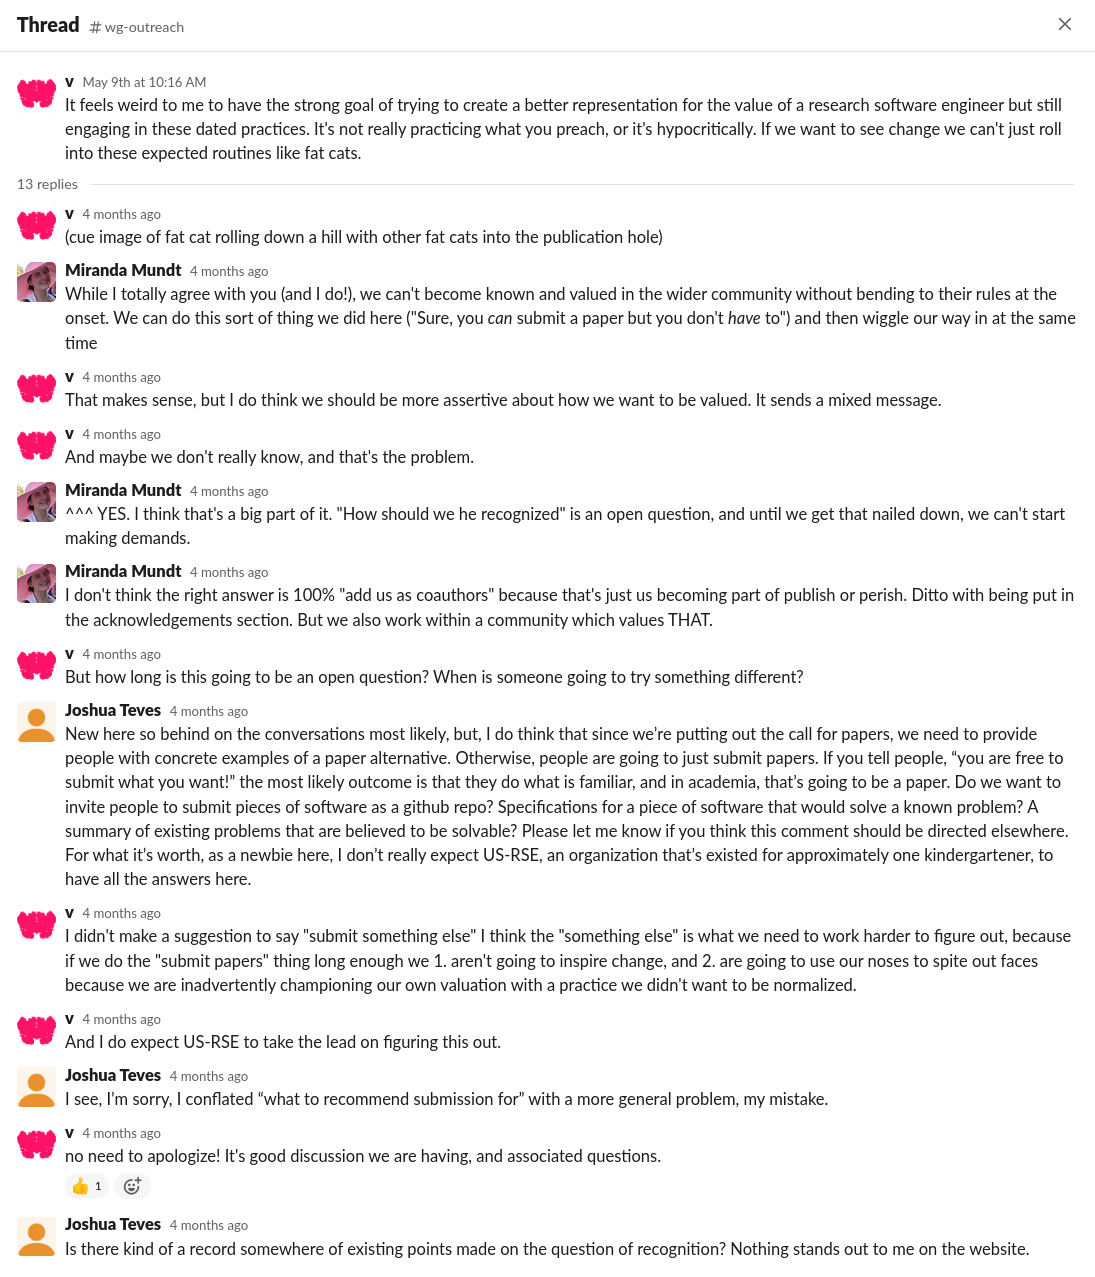 Thread # wg-outreach
v May 9th at 10:16 AM
It feels weird to me to have the strong goal of trying to create a better representation for the value of a research software engineer but still
engaging in these dated practices. It's not really practicing what you preach, or it's hypocritically. If we want to see change we can't just roll
into these expected routines like fat cats.
13 replies
v 4 months ago
(cue image of fat cat rolling down a hill with other fat cats into the publication hole)
Miranda Mundt 4 months ago
While I totally agree with you (and I do!), we can't become known and valued in the wider community without bending to their rules at the
onset. We can do this sort of thing we did here ("Sure, you can submit a paper but you don't have to") and then wiggle our way in at the same
time
v 4 months ago
That makes sense, but I do think we should be more assertive about how we want to be valued. It sends a mixed message.
v 4 months ago
And maybe we don't really know, and that's the problem.
Miranda Mundt 4 months ago
^^^ YES. I think that's a big part of it. "How should we he recognized" is an open question, and until we get that nailed down, we can't start
making demands.
Miranda Mundt 4 months ago
I don't think the right answer is 100% "add us as coauthors" because that's just us becoming part of publish or perish. Ditto with being put in
the acknowledgements section. But we also work within a community which values THAT.
v 4 months ago
But how long is this going to be an open question? When is someone going to try something different?
Joshua Teves 4 months ago
New here so behind on the conversations most likely, but, I do think that since we’re putting out the call for papers, we need to provide
people with concrete examples of a paper alternative. Otherwise, people are going to just submit papers. If you tell people, “you are free to
submit what you want!” the most likely outcome is that they do what is familiar, and in academia, that’s going to be a paper. Do we want to
invite people to submit pieces of software as a github repo? Specifications for a piece of software that would solve a known problem? A
summary of existing problems that are believed to be solvable? Please let me know if you think this comment should be directed elsewhere.
For what it’s worth, as a newbie here, I don’t really expect US-RSE, an organization that’s existed for approximately one kindergartener, to
have all the answers here.
v 4 months ago
I didn't make a suggestion to say "submit something else" I think the "something else" is what we need to work harder to figure out, because
if we do the "submit papers" thing long enough we 1. aren't going to inspire change, and 2. are going to use our noses to spite out faces
because we are inadvertently championing our own valuation with a practice we didn't want to be normalized.
v 4 months ago
And I do expect US-RSE to take the lead on figuring this out.
Joshua Teves 4 months ago
I see, I’m sorry, I conflated “what to recommend submission for” with a more general problem, my mistake.
v 4 months ago
no need to apologize! It's good discussion we are having, and associated questions.
👍 1
Joshua Teves 4 months ago
Is there kind of a record somewhere of existing points made on the question of recognition? Nothing stands out to me on the website.